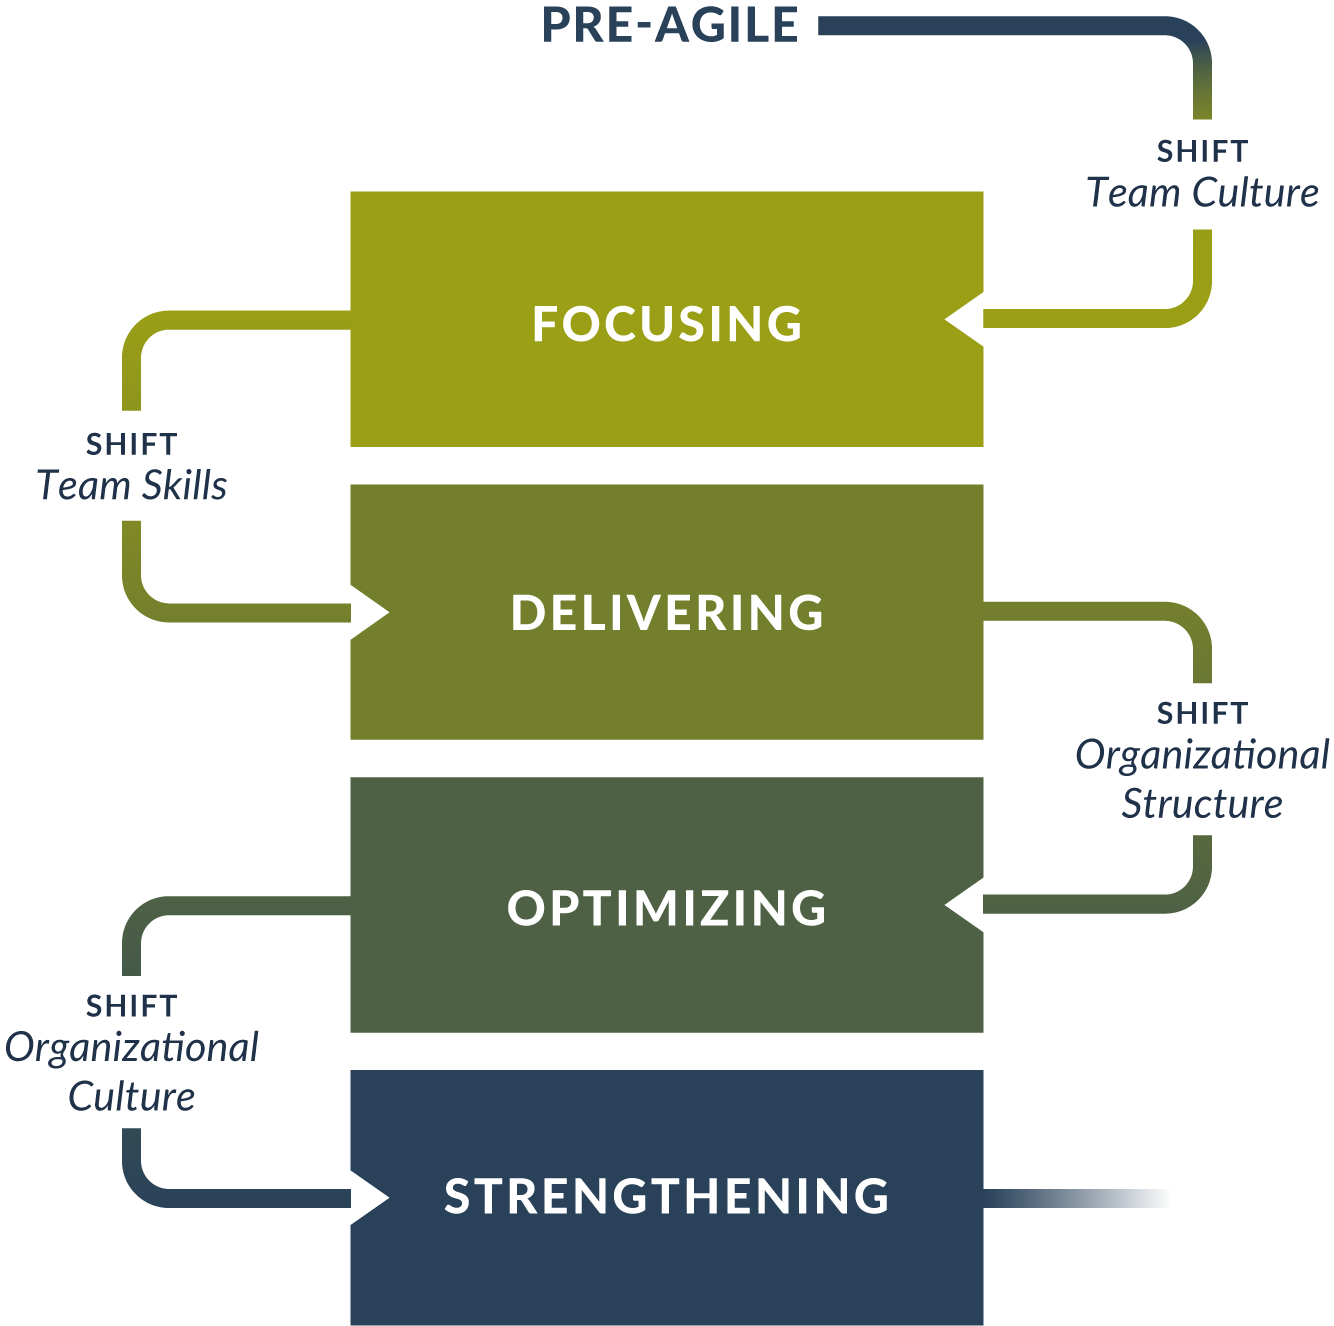 PRE-AGILE
SHIFT
Team Culture
FOCUSING
SHIFT
Team Skills
DELIVERING
SHIFT
Organizational
Structure
OPTIMIZING
SHIFT
Organizational
Culture
STRENGTHENING